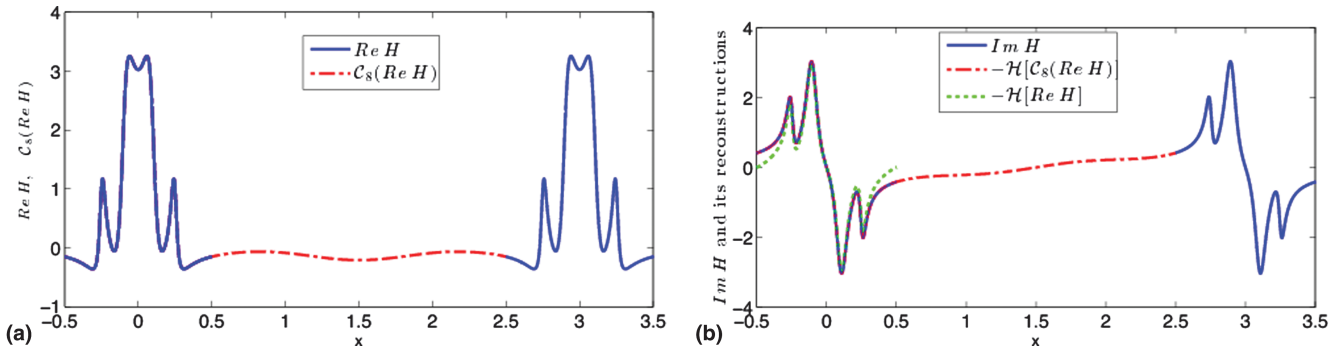 (a)
Re H, C₈(Re H)
4
3
2
1
0
−1
−0.5 0 0.5 1 1.5 2 2.5 3 3.5
x
Re H
C₈(Re H)
(b)
Im H and its reconstructions
4
2
0
−2
−4
−0.5 0 0.5 1 1.5 2 2.5 3 3.5
x
Im H
−H[C₈(Re H)]
−H[Re H]